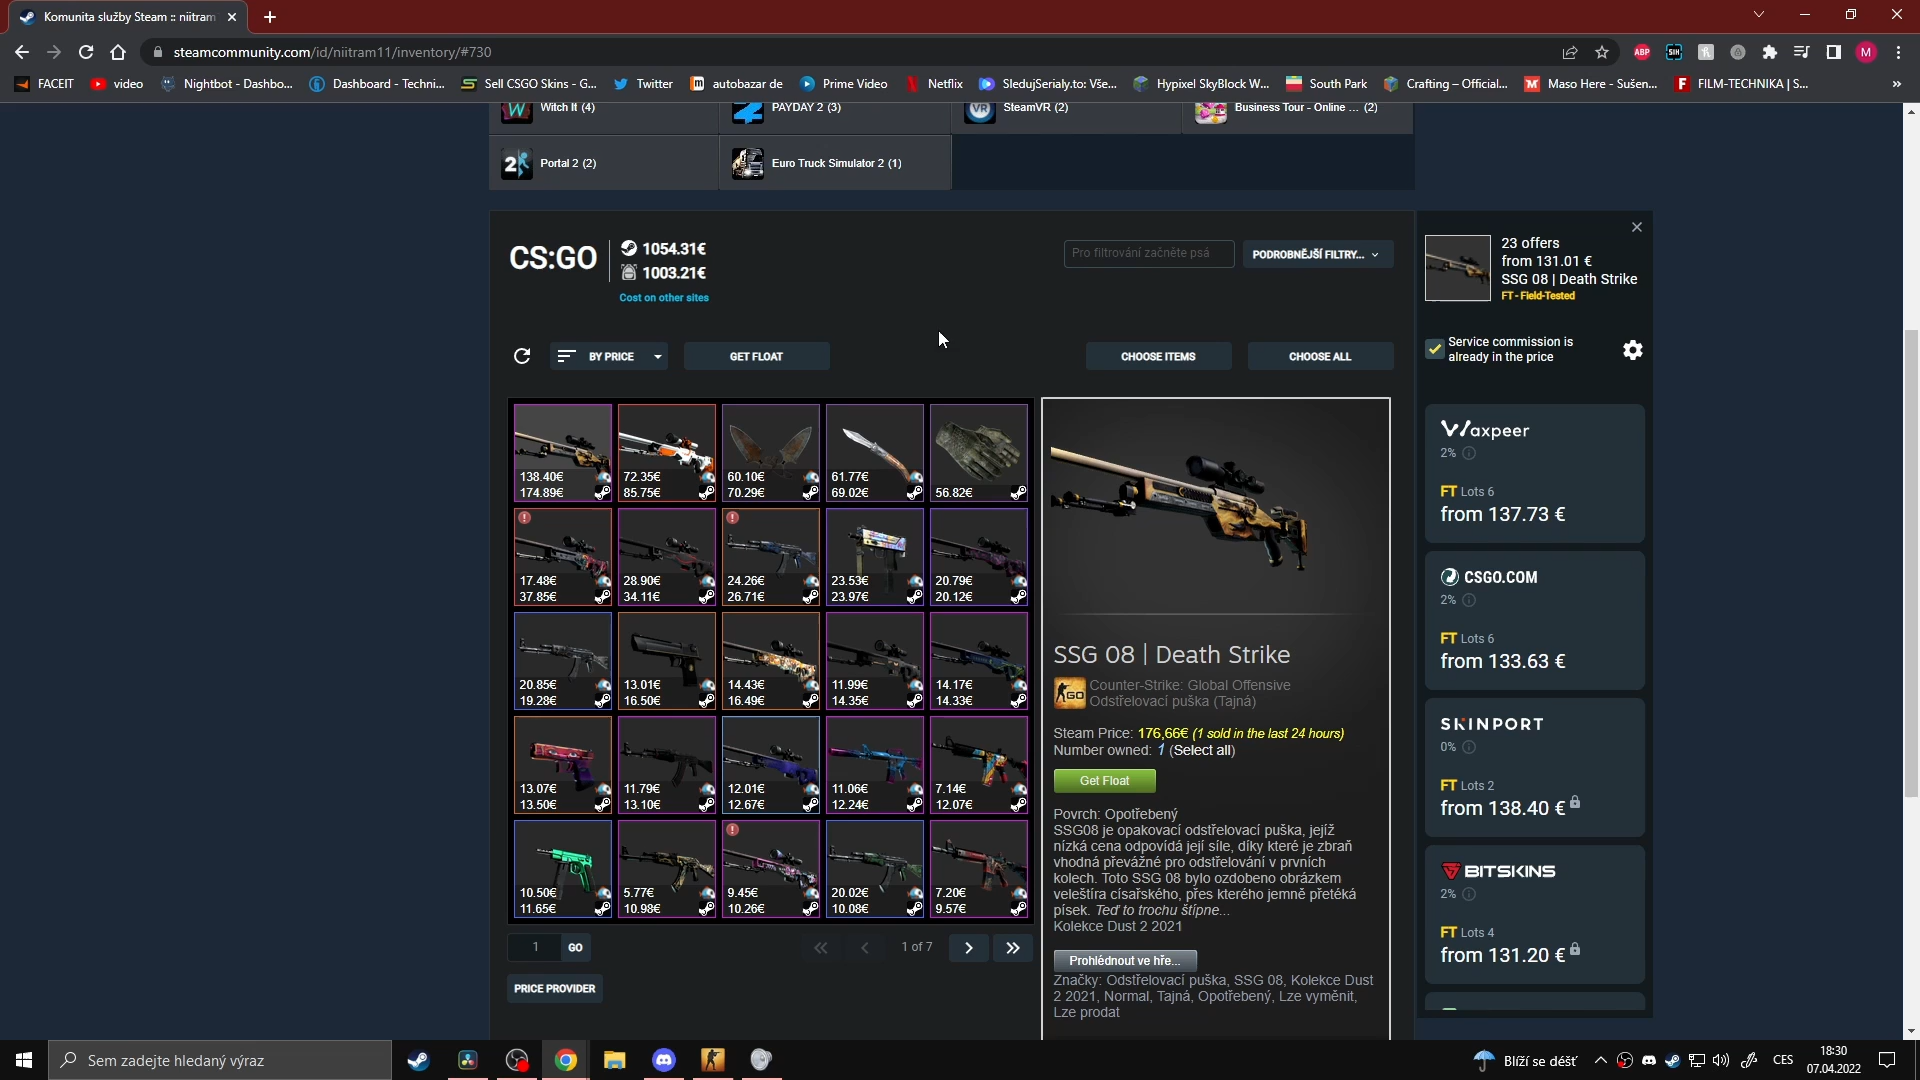 Komunita služby Steam :: niitram
steamcommunity.com/id/niitram11/inventory/#730
ABP
SIH
M
FACEIT
video
Nightbot - Dashbo...
Dashboard - Techni...
Sell CSGO Skins - G...
Twitter
autobazar de
Prime Video
Netflix
SledujSerialy.to: Vše...
Hypixel SkyBlock W...
South Park
Crafting – Official...
Maso Here - Sušen...
FILM-TECHNIKA | S...
»
Witch It (4)
PAYDAY 2 (3)
SteamVR (2)
Business Tour - Online ... (2)
Portal 2 (2)
Euro Truck Simulator 2 (1)
CS:GO
1054.31€
1003.21€
Cost on other sites
Pro filtrování začněte psá
PODROBNĚJŠÍ FILTRY...
BY PRICE
GET FLOAT
CHOOSE ITEMS
CHOOSE ALL
138.40€
174.89€
72.35€
85.75€
60.10€
70.29€
61.77€
69.02€
56.82€
17.48€
37.85€
28.90€
34.11€
24.26€
26.71€
23.53€
23.97€
20.79€
20.12€
20.85€
19.28€
13.01€
16.50€
14.43€
16.49€
11.99€
14.35€
14.17€
14.33€
13.07€
13.50€
11.79€
13.10€
12.01€
12.67€
11.06€
12.24€
7.14€
12.07€
10.50€
11.65€
5.77€
10.98€
9.45€
10.26€
20.02€
10.08€
7.20€
9.57€
1
GO
1 of 7
PRICE PROVIDER
SSG 08 | Death Strike
Counter-Strike: Global Offensive
Odstřelovací puška (Tajná)
Steam Price: 176,66€ (1 sold in the last 24 hours)
Number owned: 1 (Select all)
Get Float
Povrch: Opotřebený
SSG08 je opakovací odstřelovací puška, jejíž
nízká cena odpovídá její síle, díky které je zbraň
vhodná převážné pro odstřelování v prvních
kolech. Toto SSG 08 bylo ozdobeno obrázkem
veleštíra císařského, přes kterého jemně přetéká
písek. Teď to trochu štípne...
Kolekce Dust 2 2021
Prohlédnout ve hře...
Značky: Odstřelovací puška, SSG 08, Kolekce Dust
2 2021, Normal, Tajná, Opotřebený, Lze vyměnit,
Lze prodat
23 offers
from 131.01 €
SSG 08 | Death Strike
FT - Field-Tested
Service commission is
already in the price
Waxpeer
2%
FT Lots 6
from 137.73 €
CSGO.COM
2%
FT Lots 6
from 133.63 €
SKINPORT
0%
FT Lots 2
from 138.40 €
BITSKINS
2%
FT Lots 4
from 131.20 €
Sem zadejte hledaný výraz
Blíží se déšť
CES
18:30
07.04.2022